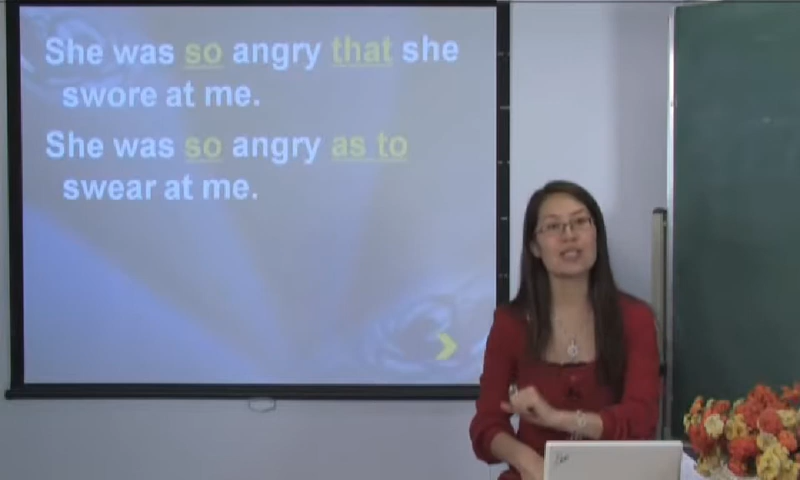 She was so angry that she
swore at me.
She was so angry as to
swear at me.